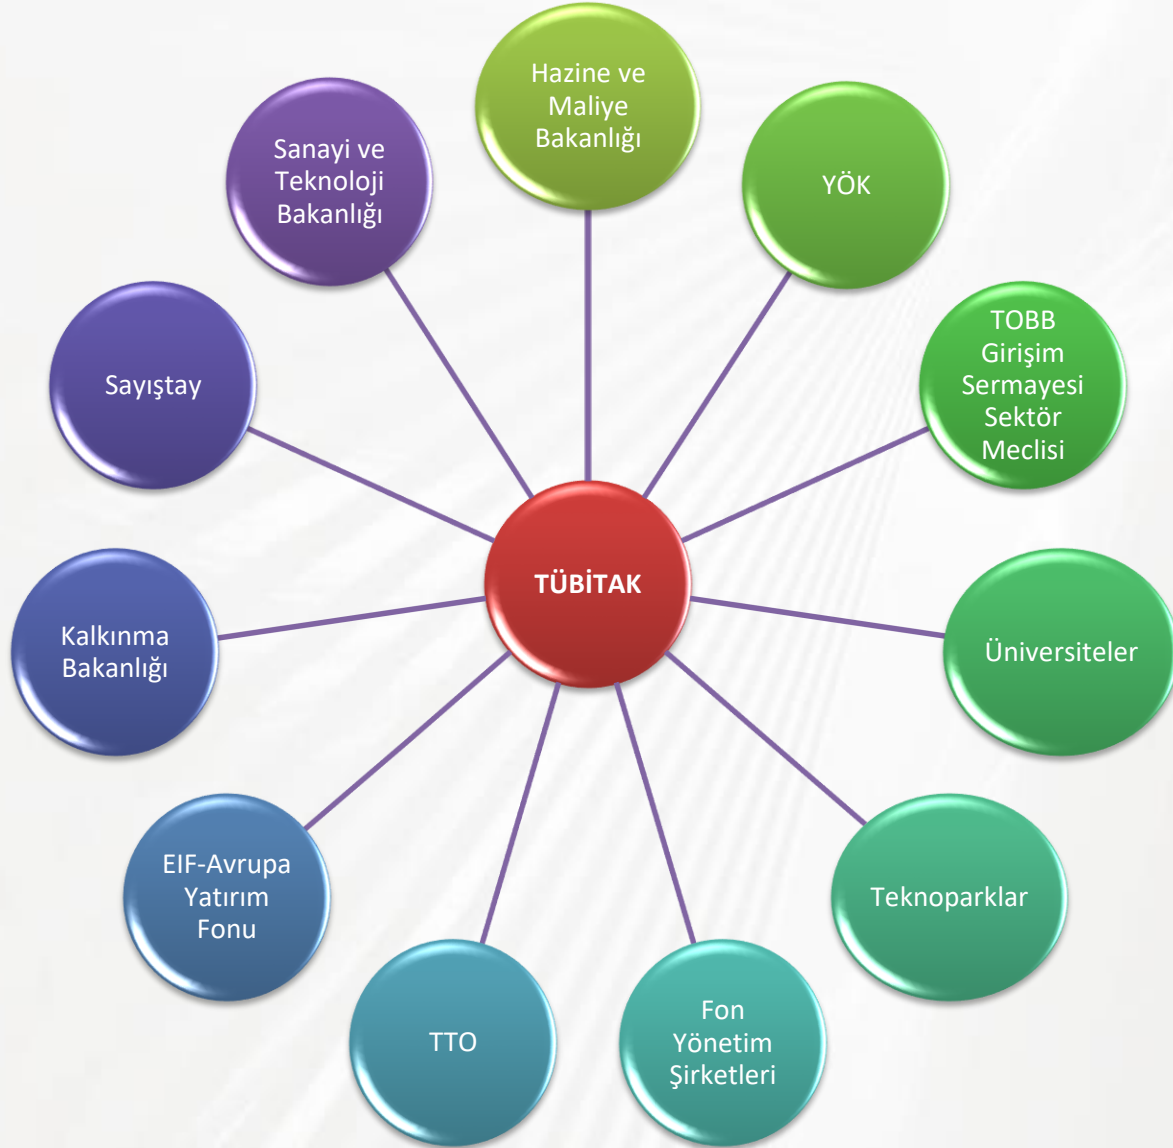 Hazine ve
Maliye
Bakanlığı
YÖK
TOBB
Girişim
Sermayesi
Sektör
Meclisi
Üniversiteler
Teknoparklar
Fon
Yönetim
Şirketleri
TTO
EIF-Avrupa
Yatırım
Fonu
Kalkınma
Bakanlığı
Sayıştay
Sanayi ve
Teknoloji
Bakanlığı
TÜBİTAK